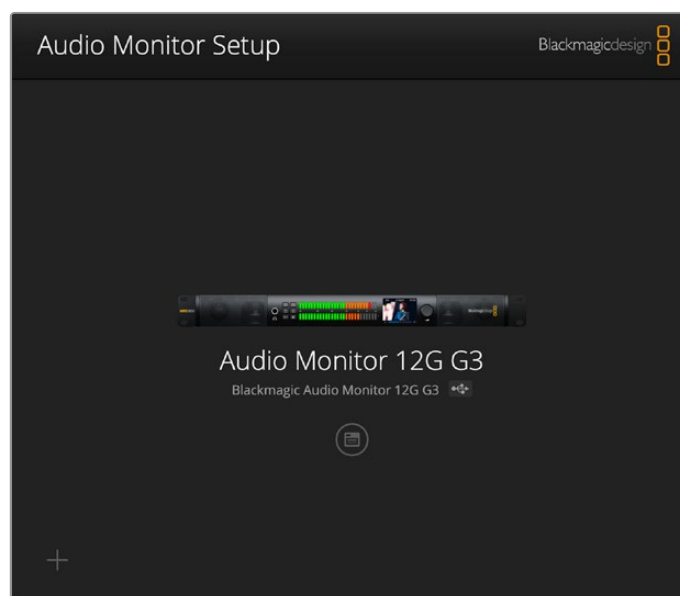 Audio Monitor Setup
Blackmagicdesign
Audio Monitor 12G G3
Blackmagic Audio Monitor 12G G3